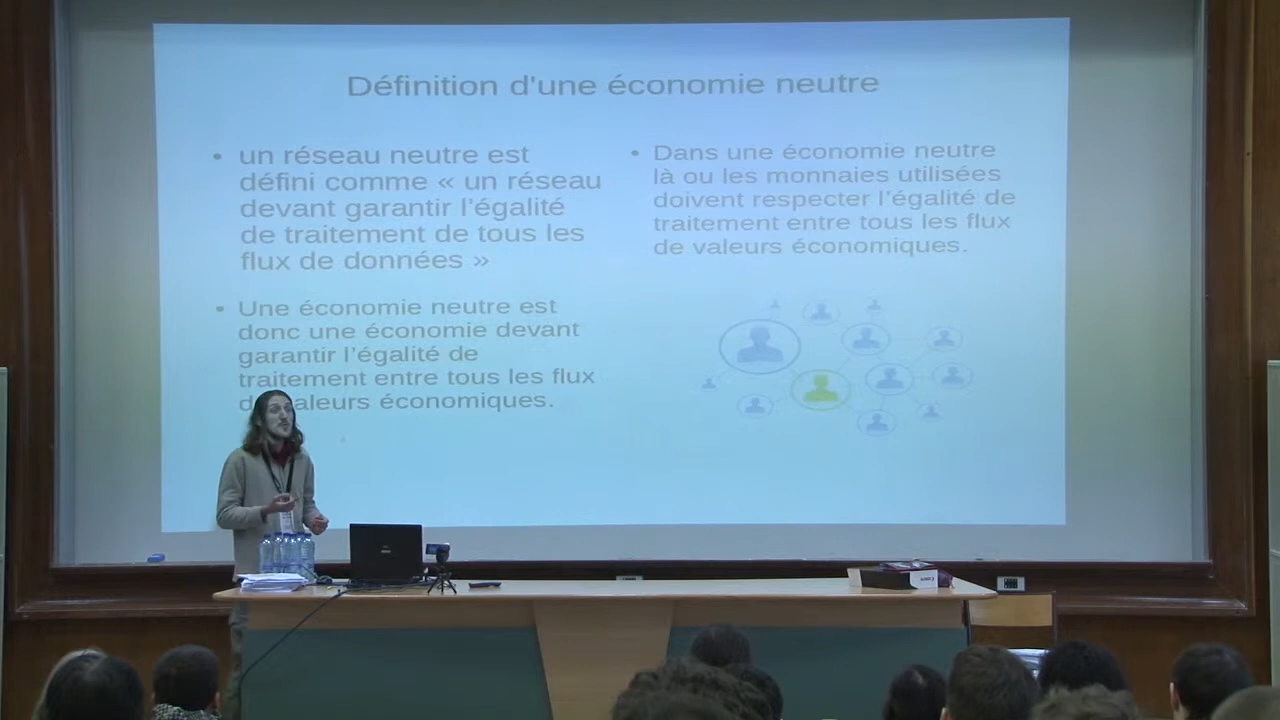 Définition d'une économie neutre
• un réseau neutre est
défini comme « un réseau
devant garantir l'égalité
de traitement de tous les
flux de données »
• Une économie neutre est
donc une économie devant
garantir l'égalité de
traitement entre tous les flux
valeurs économiques.
• Dans une économie neutre
là ou les monnaies utilisées
doivent respecter l'égalité de
traitement entre tous les flux
de valeurs économiques.